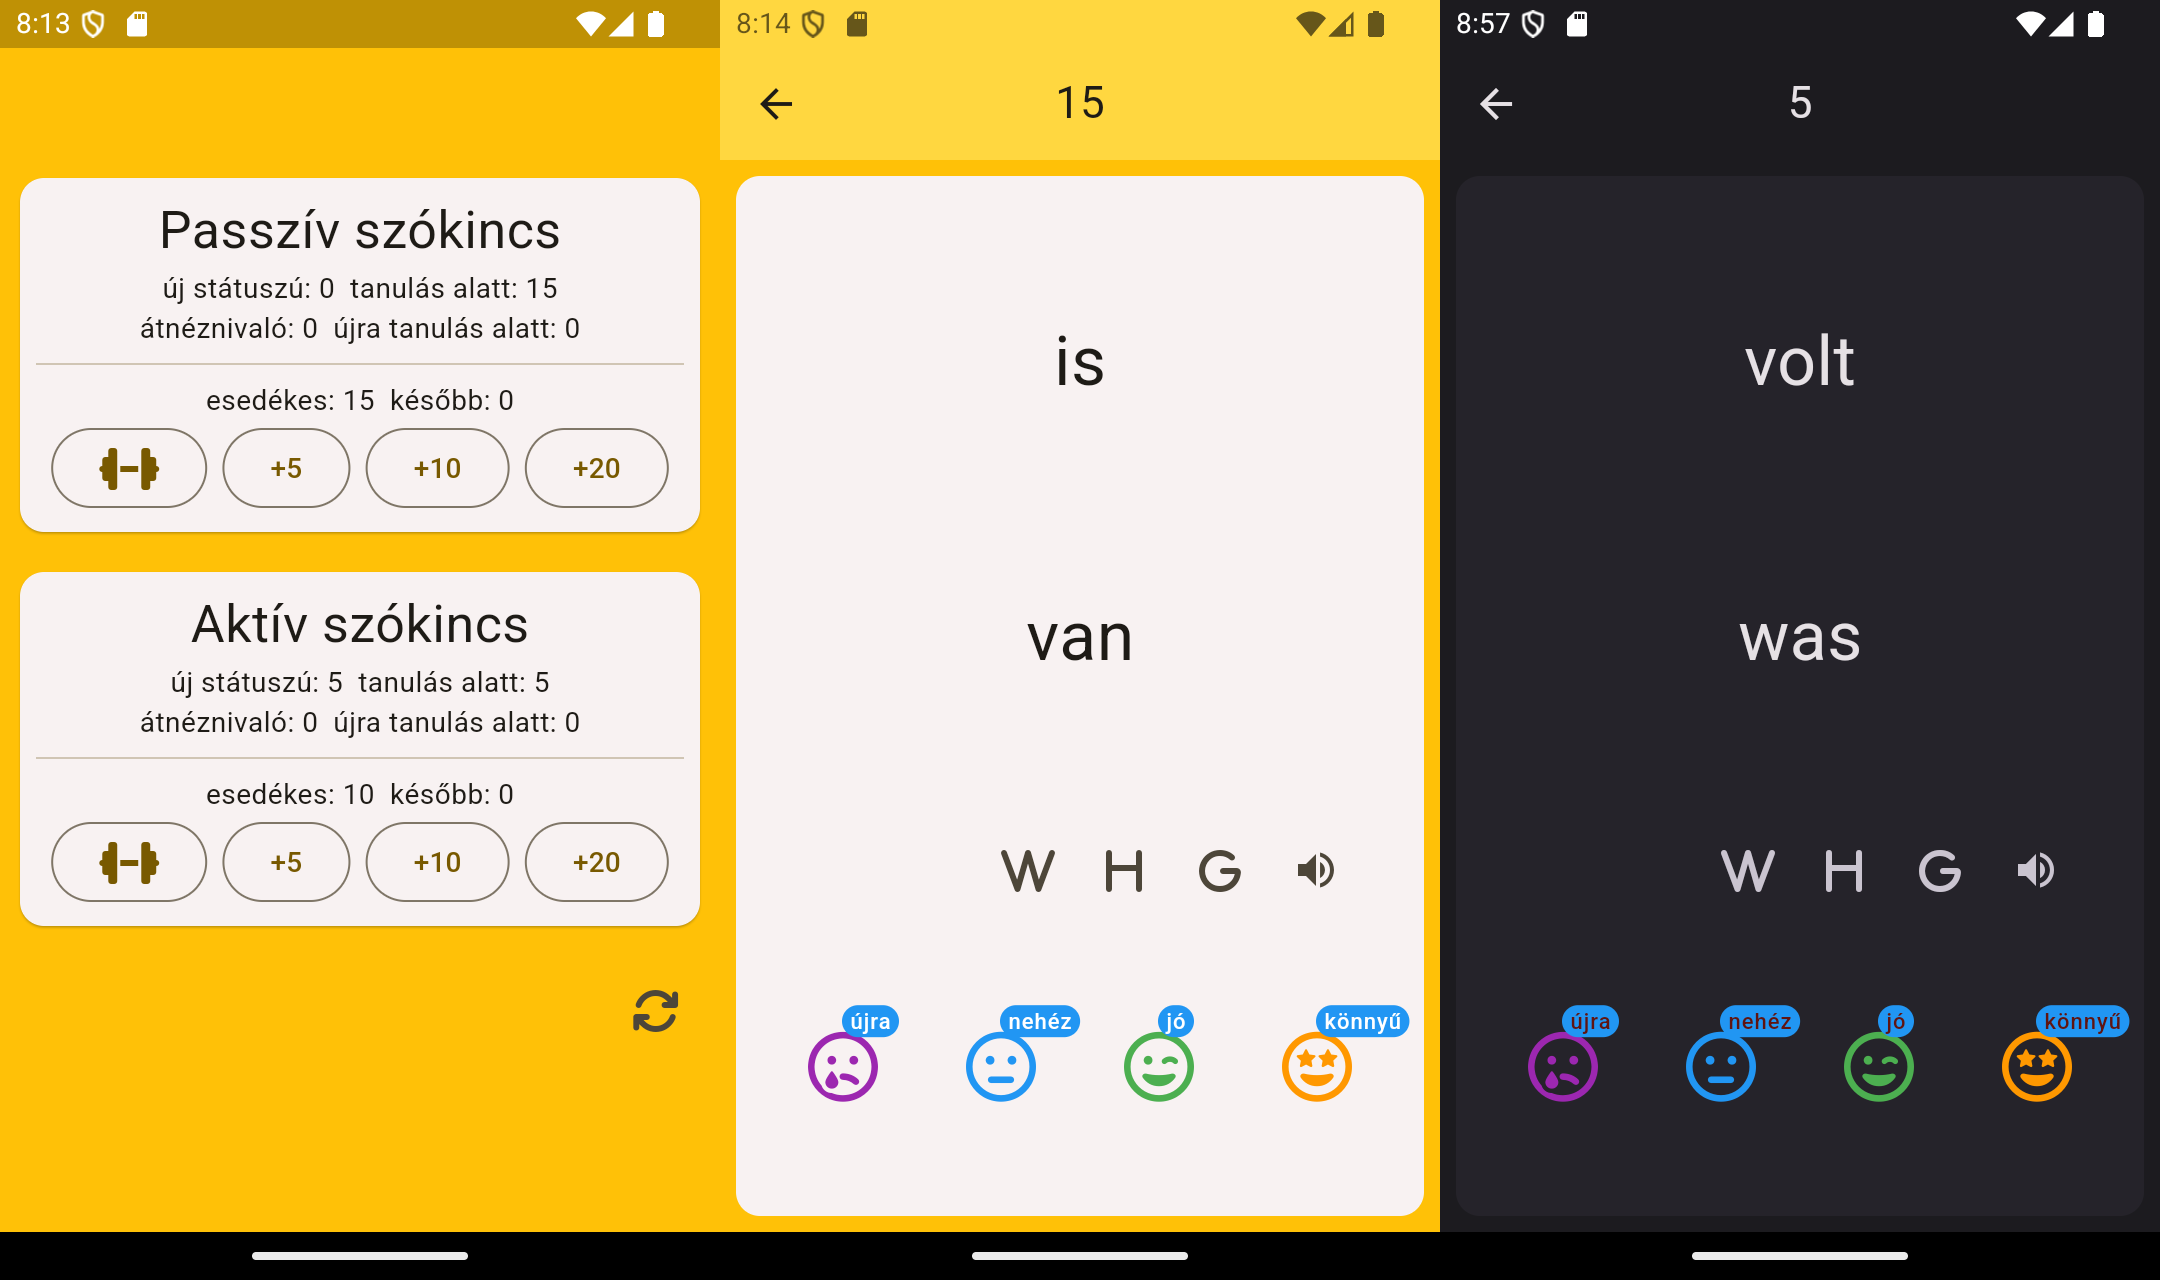 8:13
Passzív szókincs
új státuszú: 0 tanulás alatt: 15
átnéznivaló: 0 újra tanulás alatt: 0
esedékes: 15 később: 0
+5 +10 +20
Aktív szókincs
új státuszú: 5 tanulás alatt: 5
átnéznivaló: 0 újra tanulás alatt: 0
esedékes: 10 később: 0
+5 +10 +20
8:14
15
is
van
W H G
újra nehéz jó könnyű
8:57
5
volt
was
W H G
újra nehéz jó könnyű